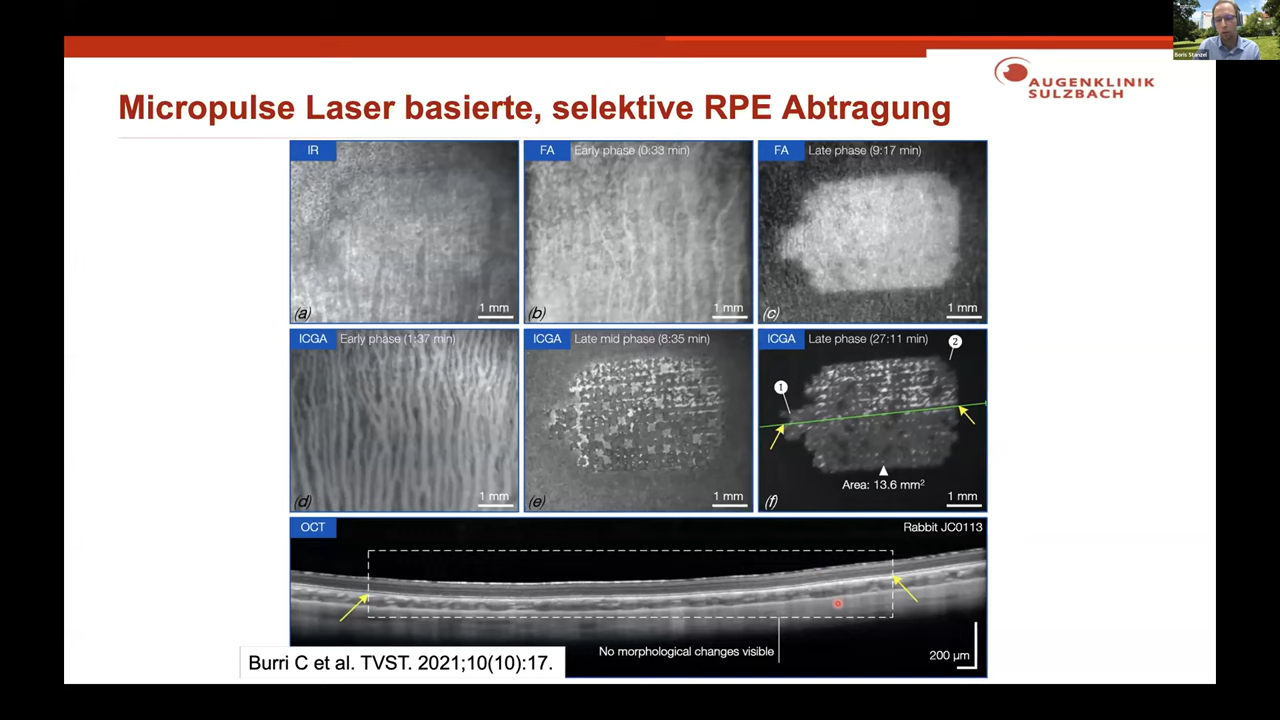 Boris Stanzel
AUGENKLINIK
SULZBACH
Micropulse Laser basierte, selektive RPE Abtragung
IR
(a)
1 mm
FA Early phase (0:33 min)
(b)
1 mm
FA Late phase (9:17 min)
(c)
1 mm
ICGA Early phase (1:37 min)
(d)
1 mm
ICGA Late mid phase (8:35 min)
(e)
1 mm
ICGA Late phase (27:11 min)
2
1
Area: 13.6 mm²
(f)
1 mm
OCT
Rabbit JC0113
No morphological changes visible
200 µm
Burri C et al. TVST. 2021;10(10):17.